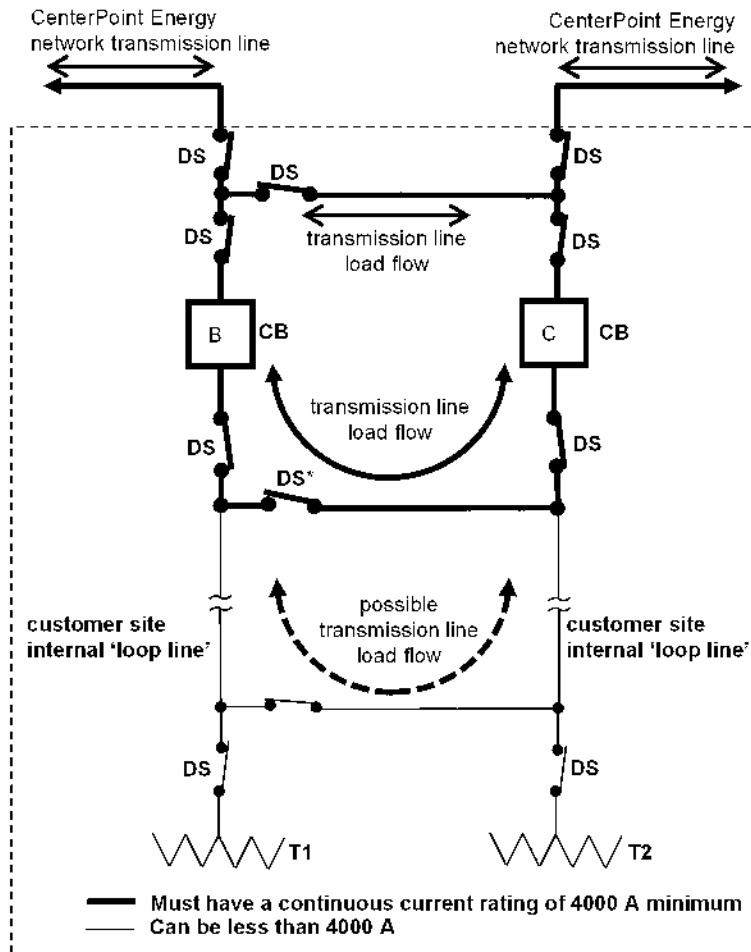 CenterPoint Energy
network transmission line
CenterPoint Energy
network transmission line
DS
DS
DS
DS
transmission line
load flow
DS
B
CB
C
CB
transmission line
load flow
DS
DS
DS*
possible
transmission line
load flow
customer site
internal 'loop line'
customer site
internal 'loop line'
DS
DS
T1
T2
Must have a continuous current rating of 4000 A minimum
Can be less than 4000 A